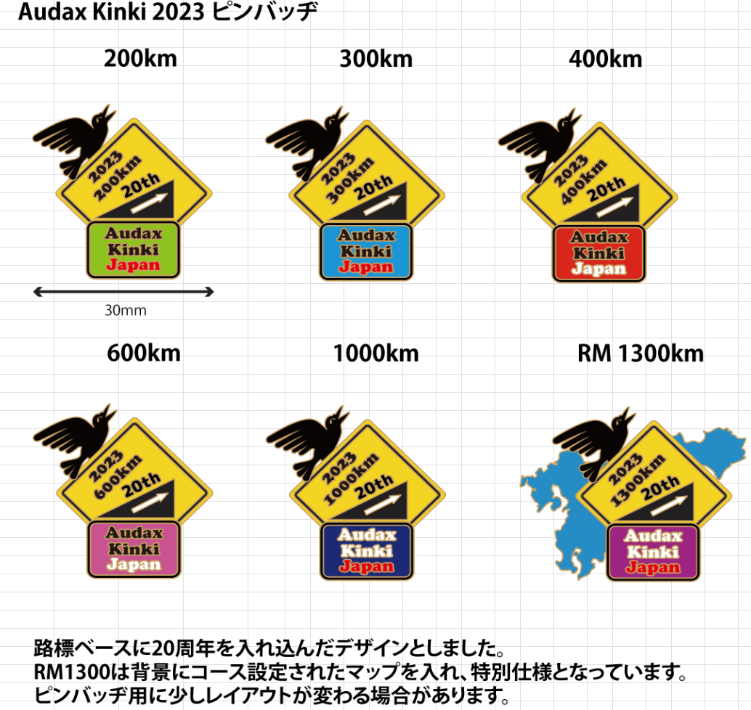 Audax Kinki 2023 ピンバッヂ
200km
300km
400km
2023
200km
20th
Audax
Kinki
Japan
2023
300km
20th
Audax
Kinki
Japan
2023
400km
20th
Audax
Kinki
Japan
30mm
600km
1000km
RM 1300km
2023
600km
20th
Audax
Kinki
Japan
2023
1000km
20th
Audax
Kinki
Japan
2023
1300km
20th
Audax
Kinki
Japan
路標ベースに20周年を入れ込んだデザインとしました。
RM1300は背景にコース設定されたマップを入れ、特別仕様となっています。
ピンバッヂ用に少しレイアウトが変わる場合があります。